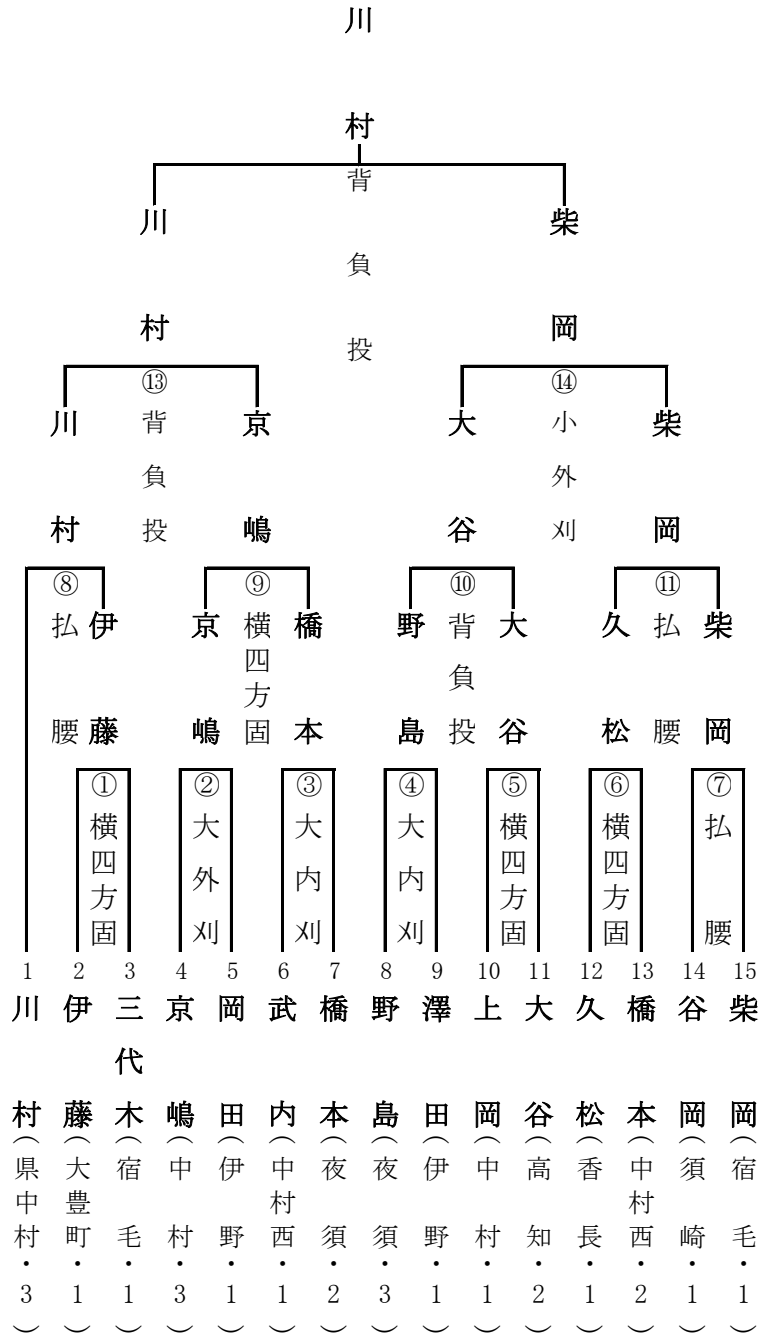 川村
背負投
川村
柴岡
⑬
背負投
⑭
小外刈
川村
京嶋
大谷
柴岡
⑧
払腰
⑨
横四方固
⑩
背負投
⑪
払腰
伊藤
京嶋
橋本
野島
大谷
久松
柴岡
①
横四方固
②
大外刈
③
大内刈
④
大内刈
⑤
横四方固
⑥
横四方固
⑦
払腰
1 川村(県中村・3)
2 伊藤(大豊町・1)
3 三代木(宿毛・1)
4 京嶋(中村・3)
5 岡田(伊野・1)
6 武内(中村西・1)
7 橋本(夜須・2)
8 野島(夜須・3)
9 澤田(伊野・1)
10 上岡(中村・1)
11 大谷(高知・2)
12 久松(香長・1)
13 橋本(中村西・2)
14 谷岡(須崎・1)
15 柴岡(宿毛・1)